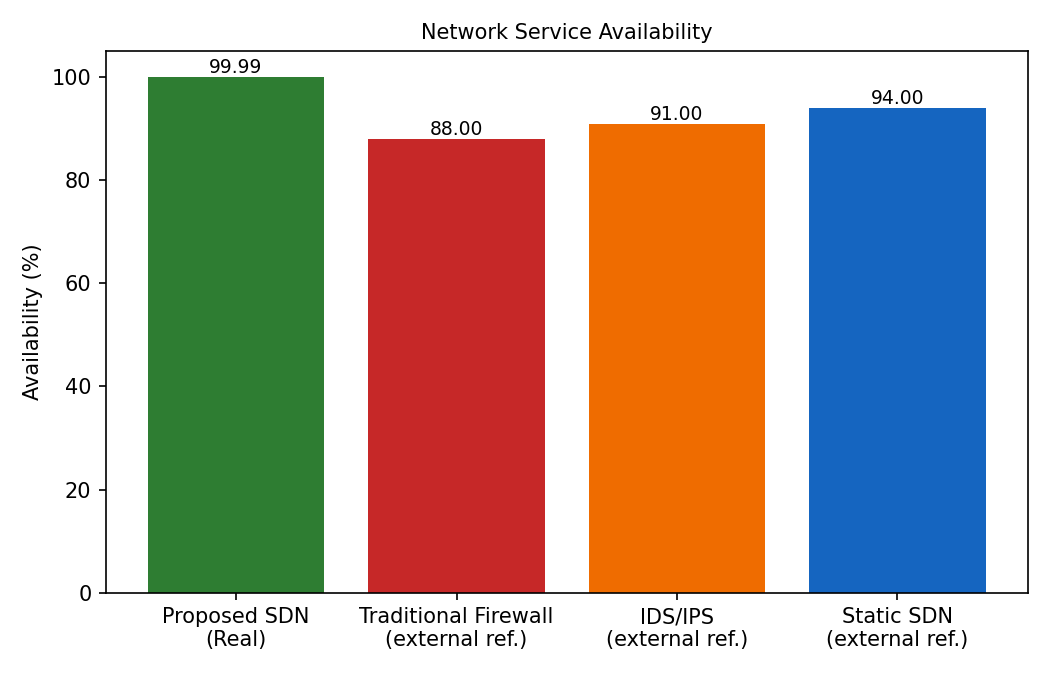 Network Service Availability
99.99
88.00
91.00
94.00
100
80
60
40
20
0
Availability (%)
Proposed SDN
(Real)
Traditional Firewall
(external ref.)
IDS/IPS
(external ref.)
Static SDN
(external ref.)